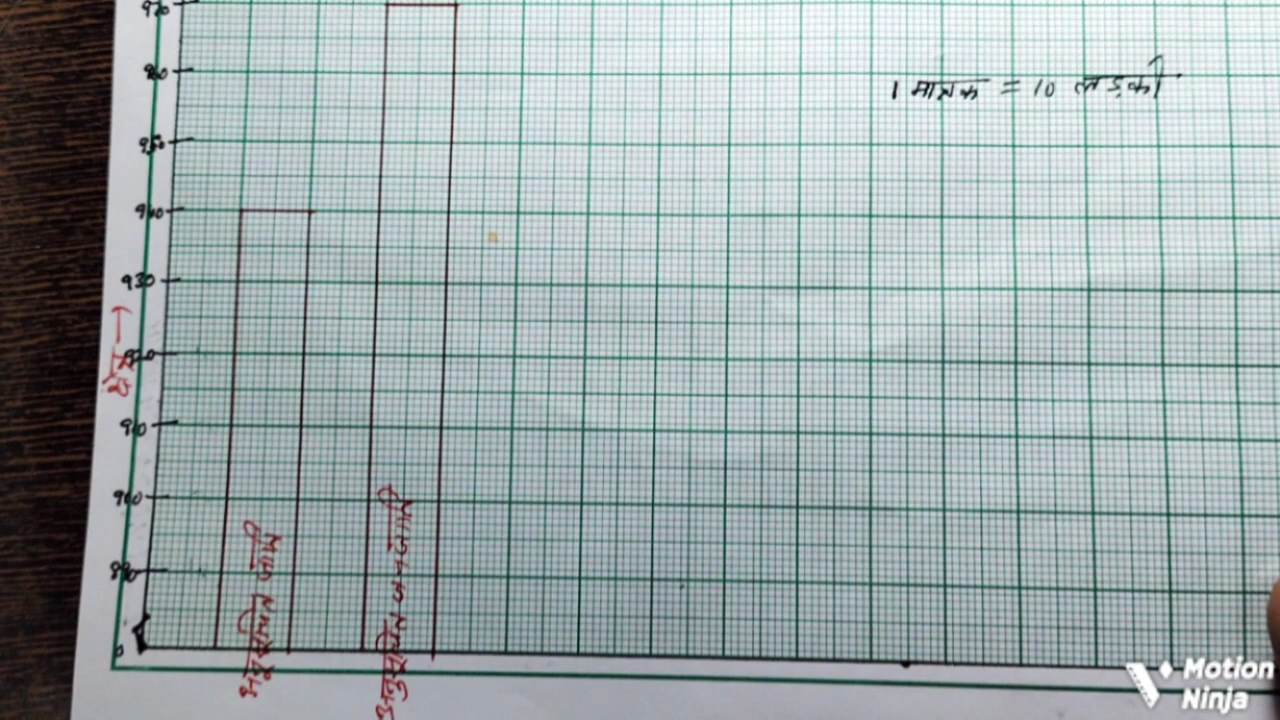 970
960
1 मात्रक = 10 लड़की
950
940
930
920
910
900
890
0
अनुसूचित जाति
अनुसूचित जनजाति
Motion
Ninja